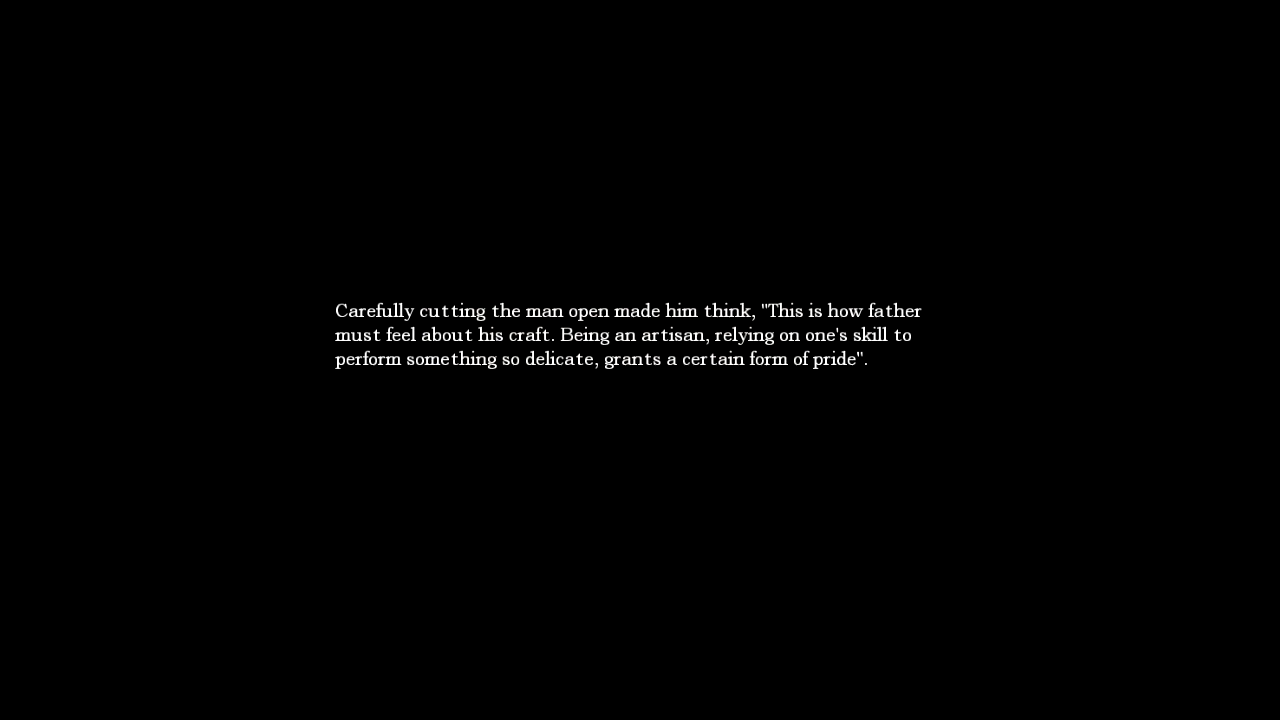 Carefully cutting the man open made him think, "This is how father
must feel about his craft. Being an artisan, relying on one's skill to
perform something so delicate, grants a certain form of pride".